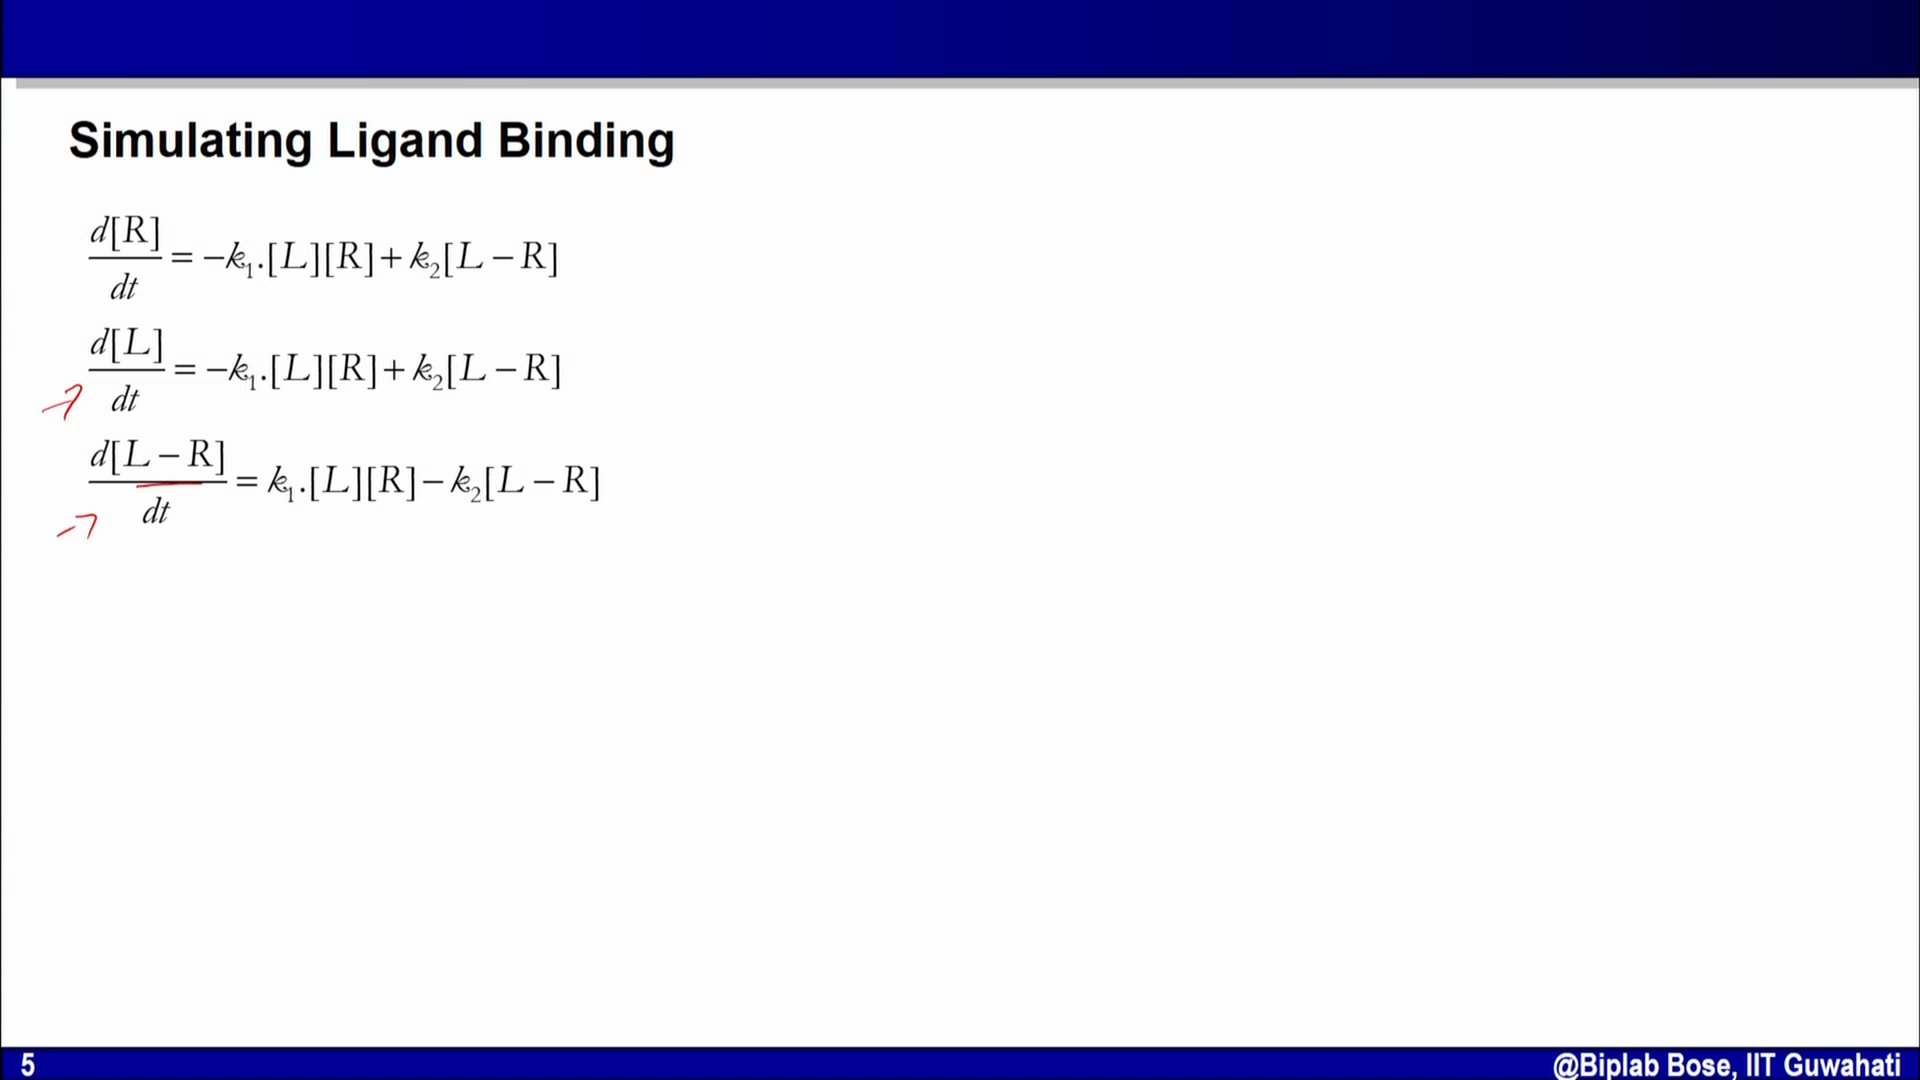 Simulating Ligand Binding
d[R]/dt = −k₁.[L][R]+k₂[L−R]
d[L]/dt = −k₁.[L][R]+k₂[L−R]
d[L−R]/dt = k₁.[L][R]−k₂[L−R]
5
@Biplab Bose, IIT Guwahati